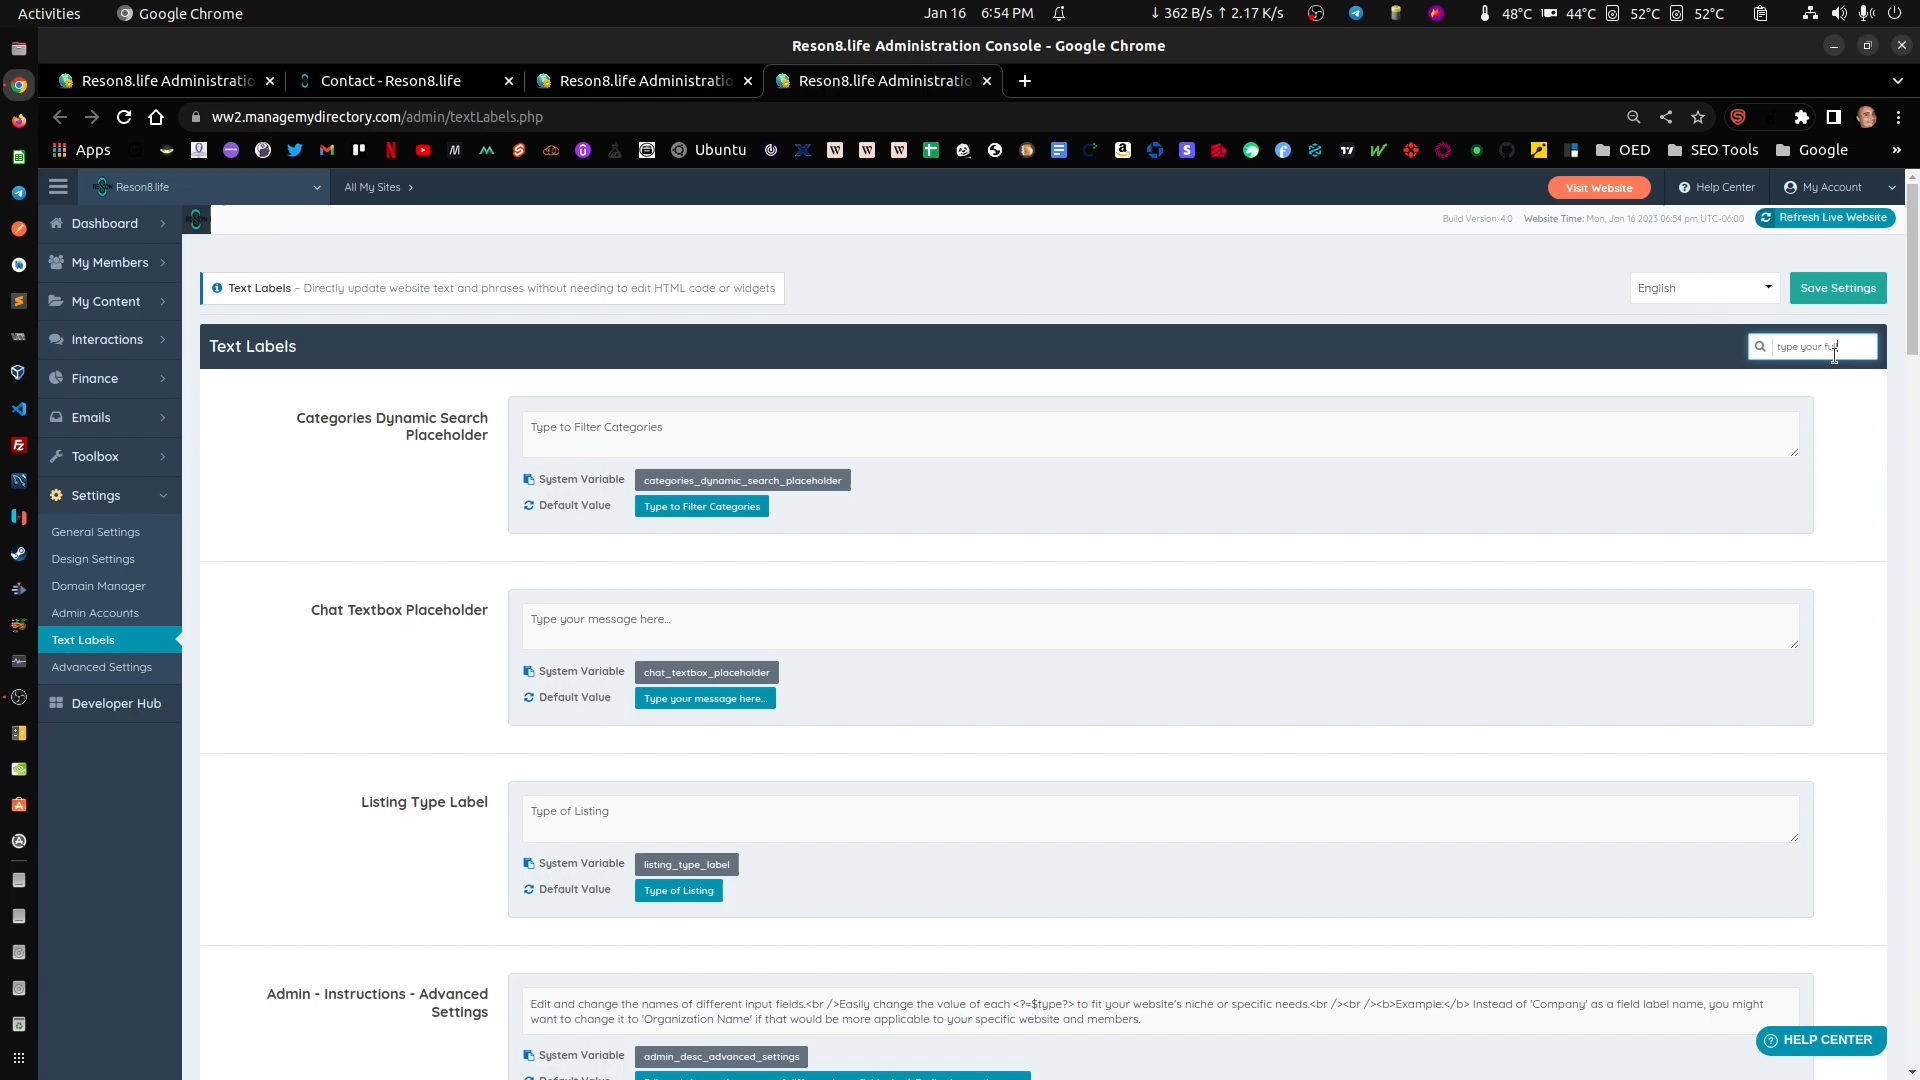 Activities
Google Chrome
Jan 16 6:54 PM
↓ 362 B/s ↑ 2.17 K/s
48°C
44°C
52°C
52°C
Reson8.life Administration Console - Google Chrome
Reson8.life Administratio
Contact - Reson8.life
Reson8.life Administratio
Reson8.life Administratio
ww2.managemydirectory.com/admin/textLabels.php
Apps
Ubuntu
OED
SEO Tools
Google
»
Reson8.life
All My Sites
Visit Website
Help Center
My Account
Build Version: 4.0
Website Time: Mon, Jan 16 2023 06:54 pm UTC-06:00
Refresh Live Website
Dashboard
My Members
My Content
Interactions
Finance
Emails
Toolbox
Settings
General Settings
Design Settings
Domain Manager
Admin Accounts
Text Labels
Advanced Settings
Developer Hub
Text Labels – Directly update website text and phrases without needing to edit HTML code or widgets
English
Save Settings
Text Labels
type your ful
Categories Dynamic Search
Placeholder
Type to Filter Categories
System Variable
categories_dynamic_search_placeholder
Default Value
Type to Filter Categories
Chat Textbox Placeholder
Type your message here...
System Variable
chat_textbox_placeholder
Default Value
Type your message here...
Listing Type Label
Type of Listing
System Variable
listing_type_label
Default Value
Type of Listing
Admin - Instructions - Advanced
Settings
Edit and change the names of different input fields.<br />Easily change the value of each <?=$type?> to fit your website's niche or specific needs.<br /><br /><b>Example:</b> Instead of 'Company' as a field label name, you might
want to change it to 'Organization Name' if that would be more applicable to your specific website and members.
System Variable
admin_desc_advanced_settings
HELP CENTER